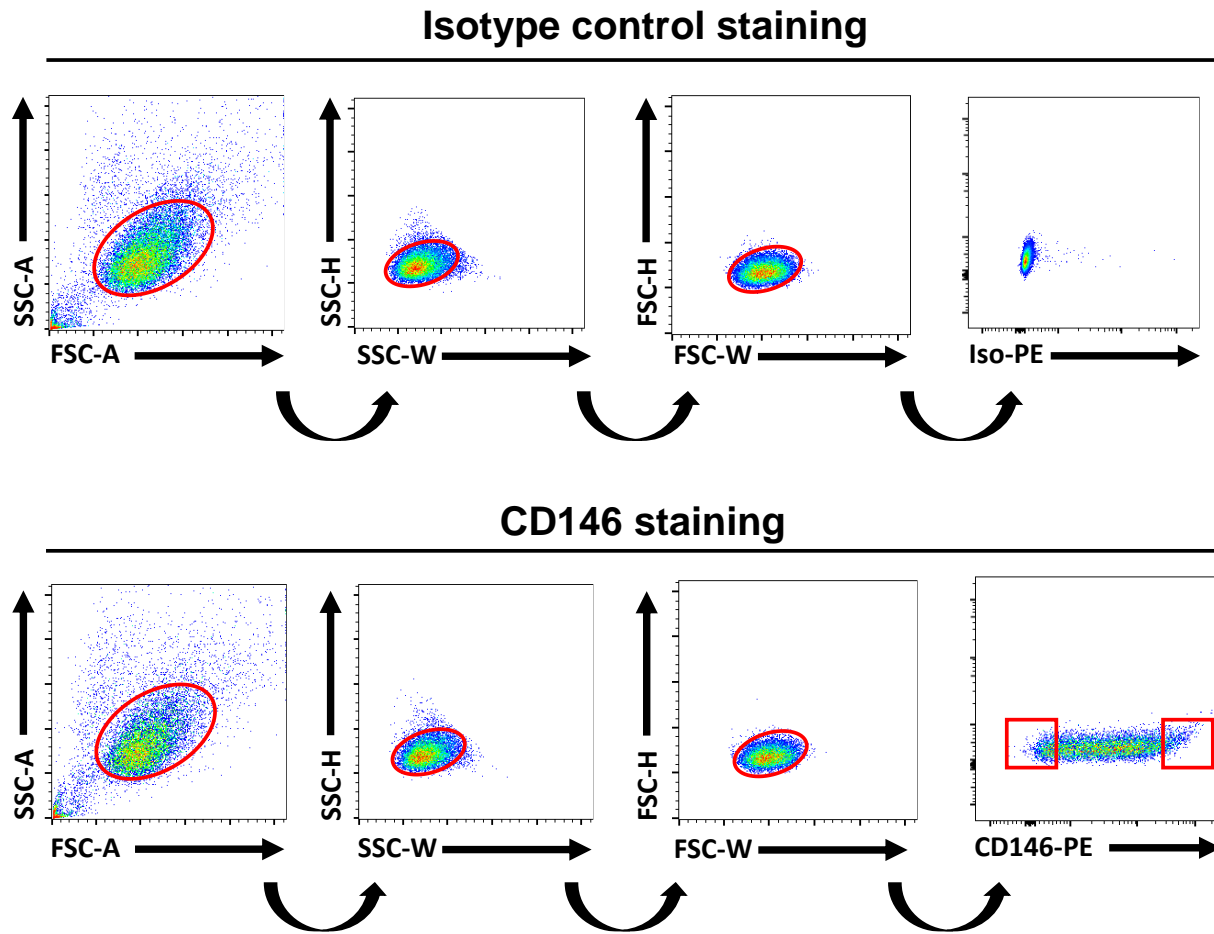 Isotype control staining
SSC-A
FSC-A
SSC-H
SSC-W
FSC-H
FSC-W
Iso-PE
CD146 staining
SSC-A
FSC-A
SSC-H
SSC-W
FSC-H
FSC-W
CD146-PE